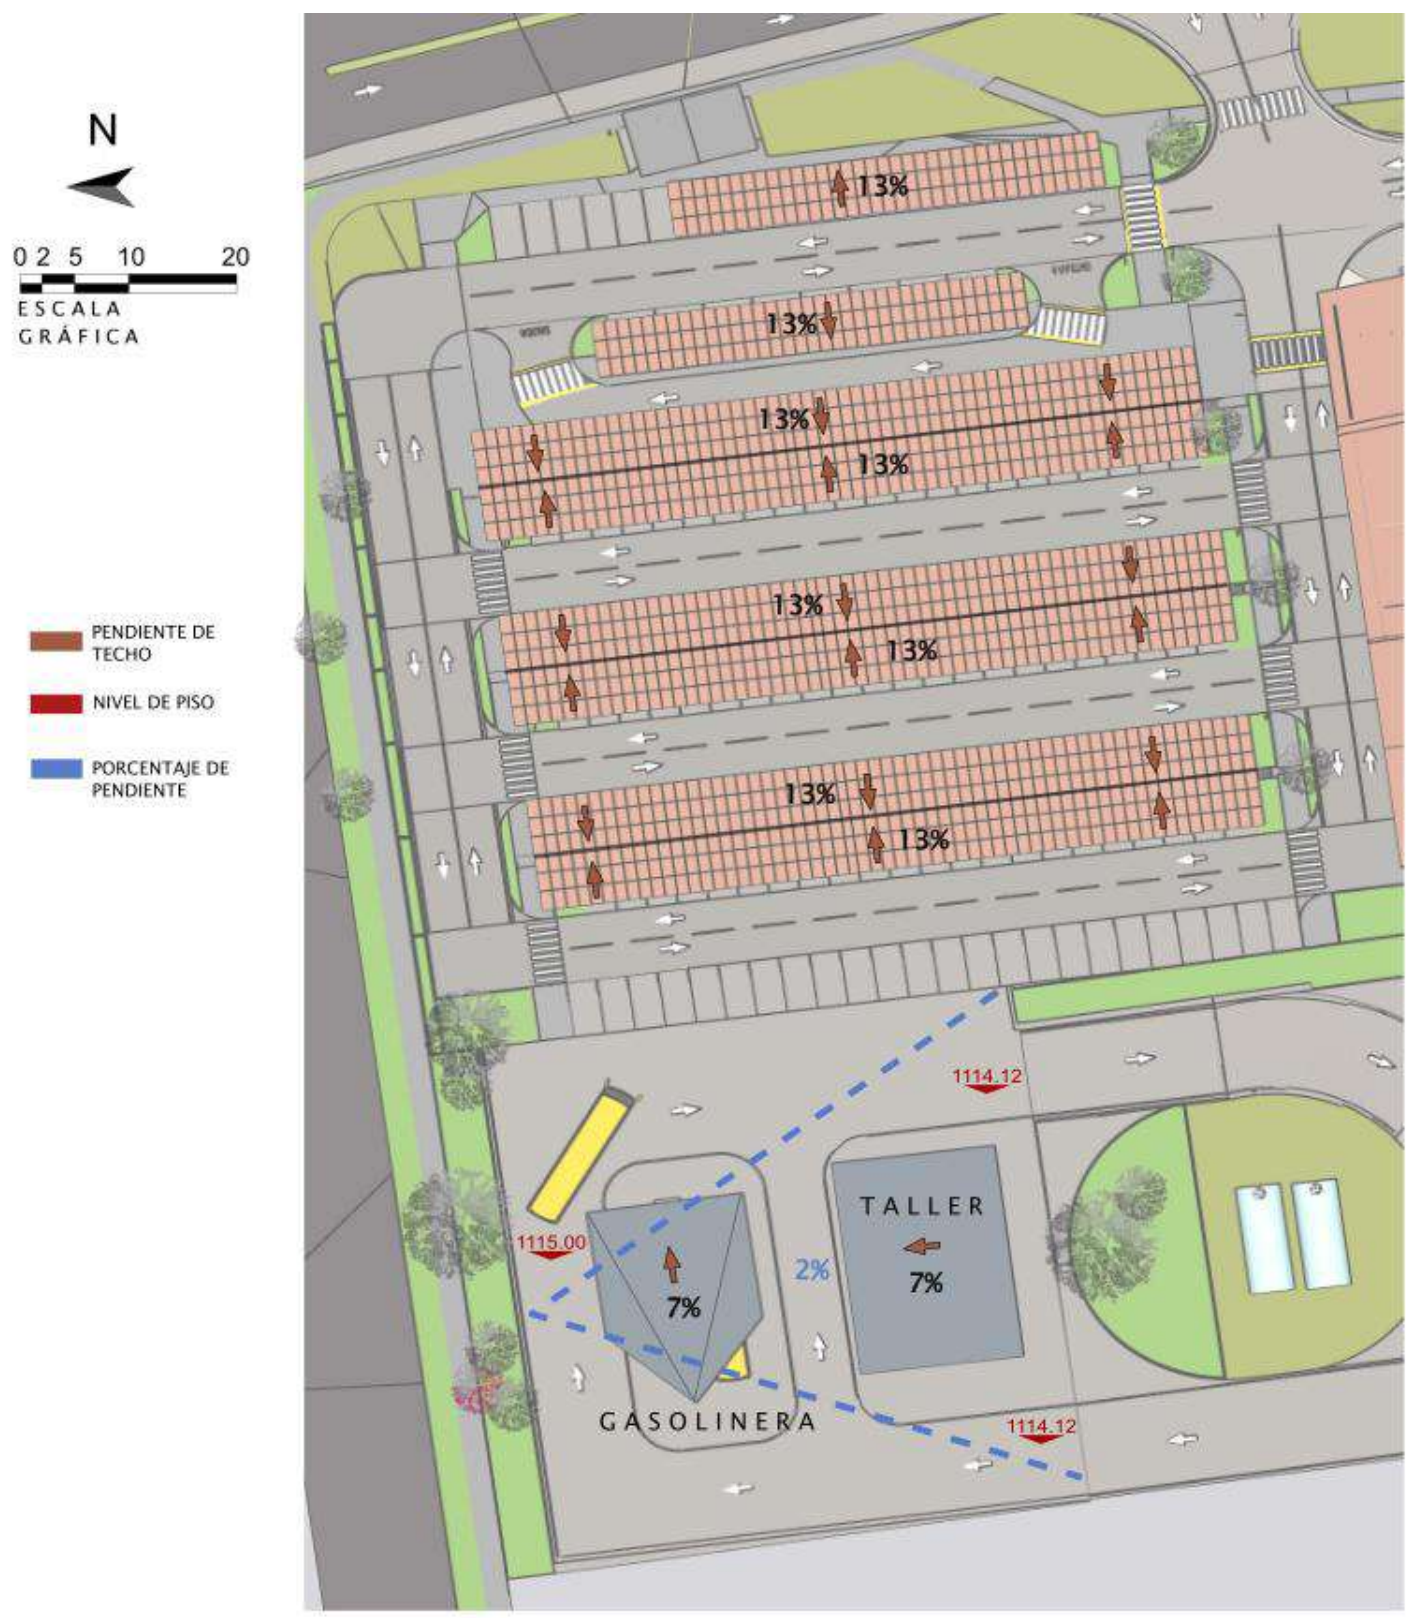 N
0 2 5 10 20
ESCALA
GRÁFICA
PENDIENTE DE
TECHO
NIVEL DE PISO
PORCENTAJE DE
PENDIENTE
13%
13%
13%
13%
13%
13%
13%
13%
1114.12
TALLER
7%
1115.00
2%
7%
GASOLINERA
1114.12